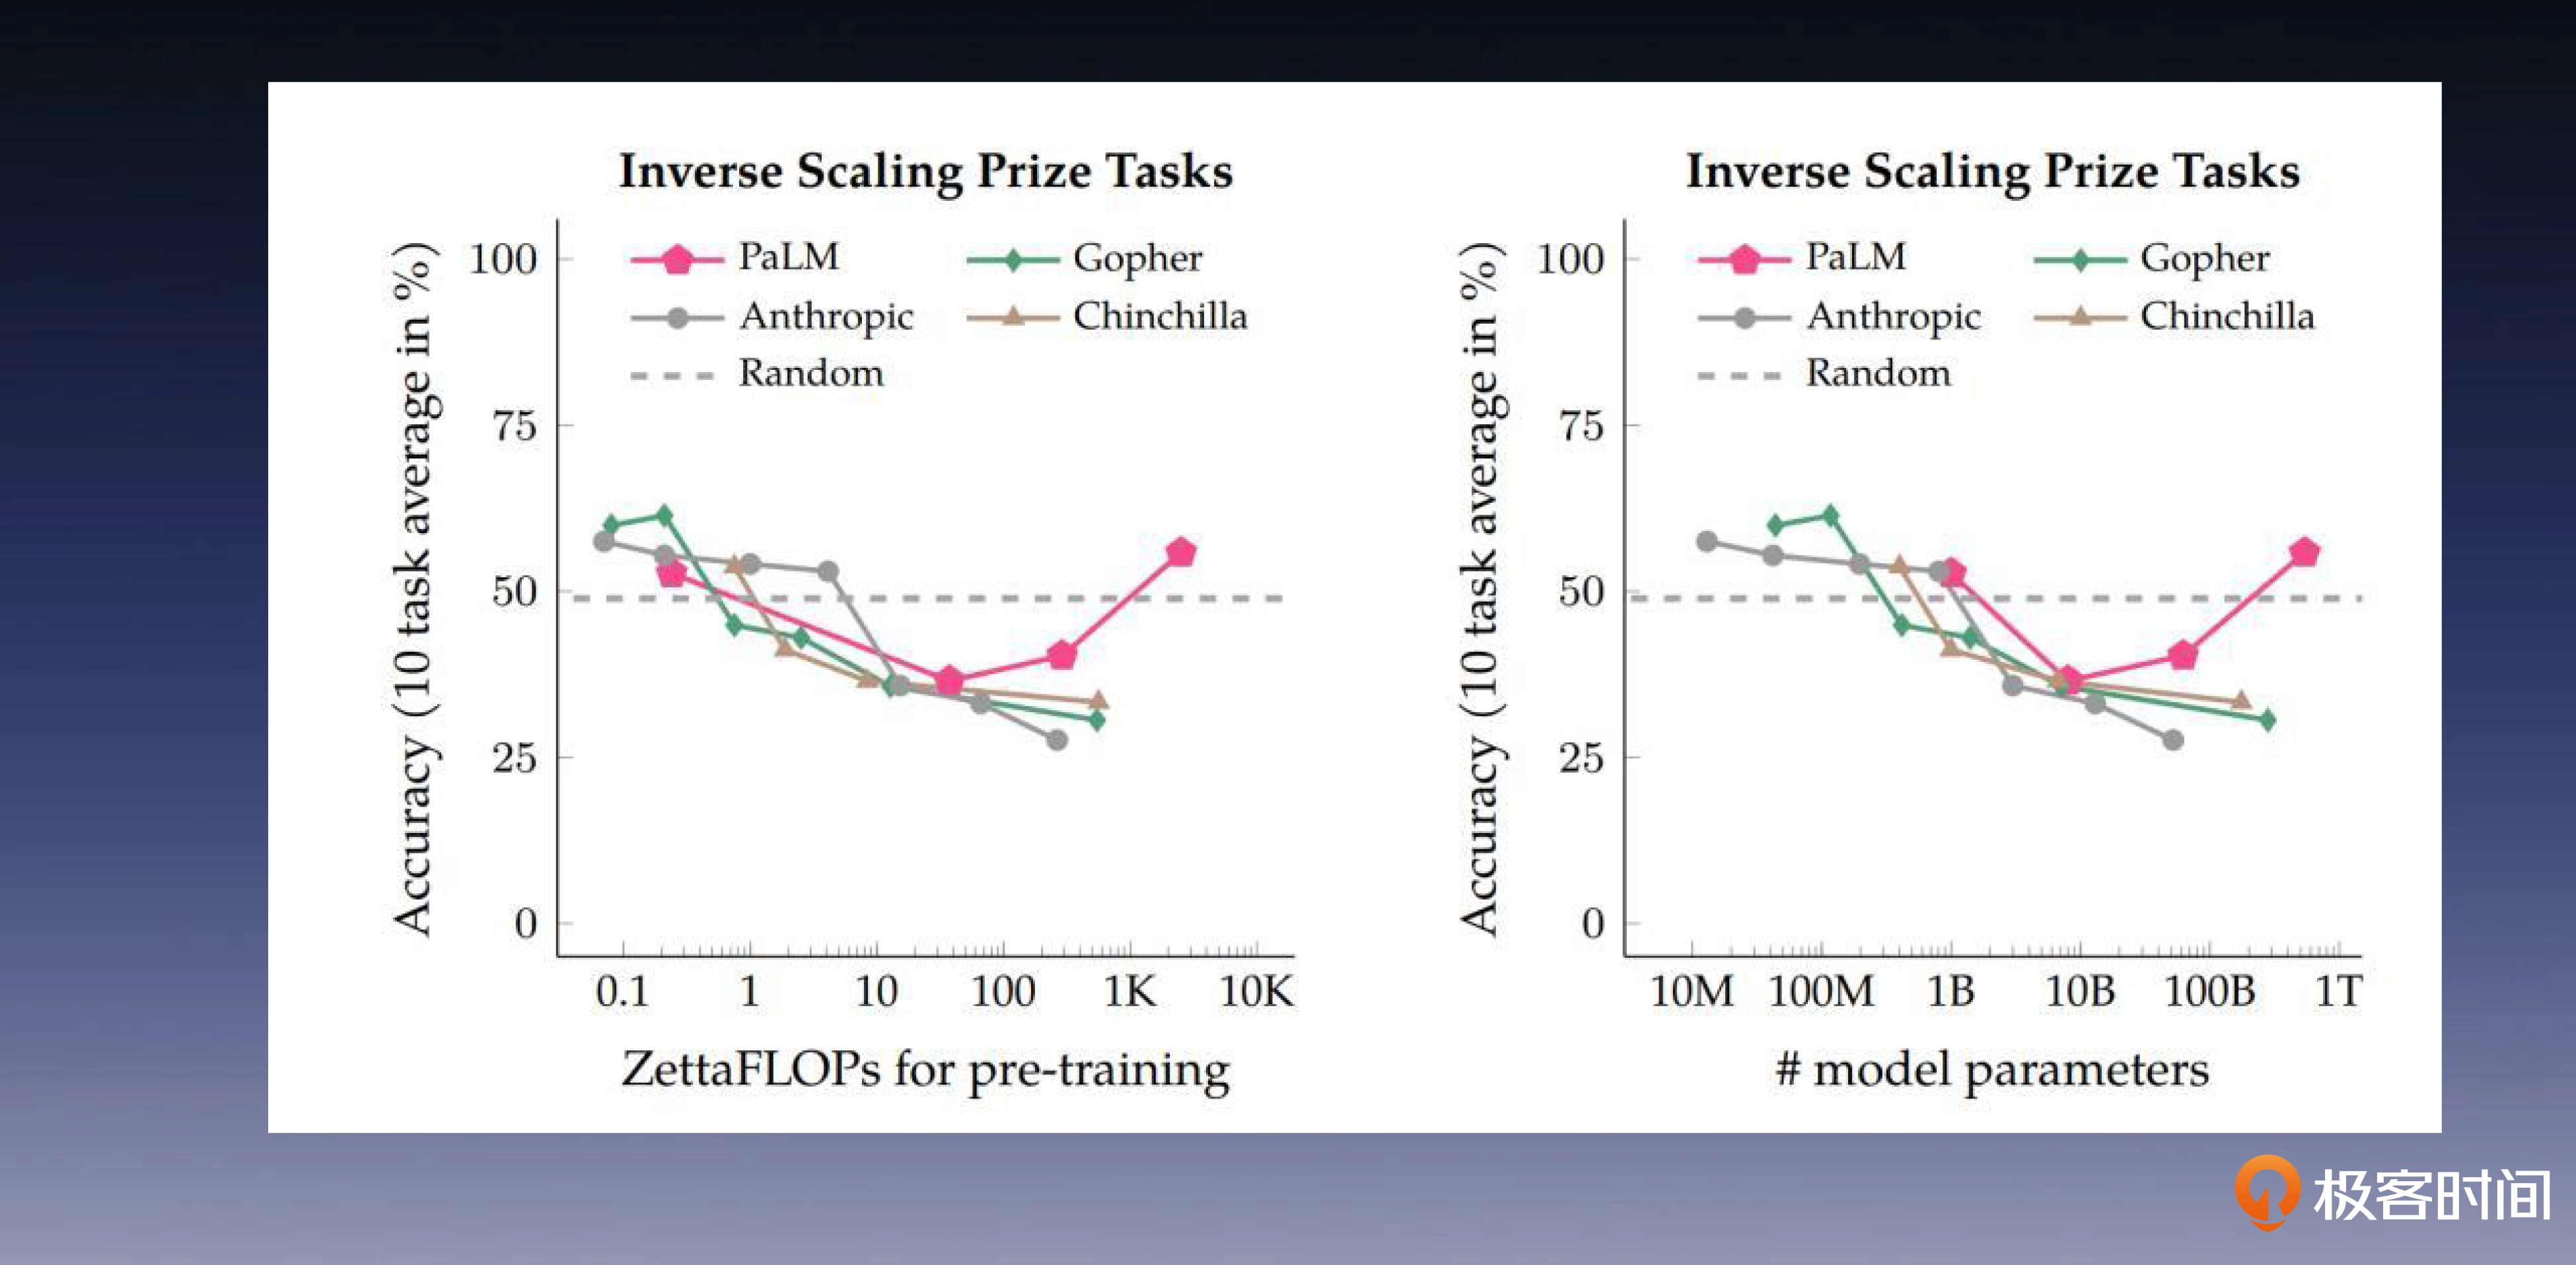 Inverse Scaling Prize Tasks
Accuracy (10 task average in %)
100
75
50
25
0
PaLM
Gopher
Anthropic
Chinchilla
Random
0.1 1 10 100 1K 10K
ZettaFLOPs for pre-training
Inverse Scaling Prize Tasks
Accuracy (10 task average in %)
100
75
50
25
0
PaLM
Gopher
Anthropic
Chinchilla
Random
10M 100M 1B 10B 100B 1T
# model parameters
极客时间